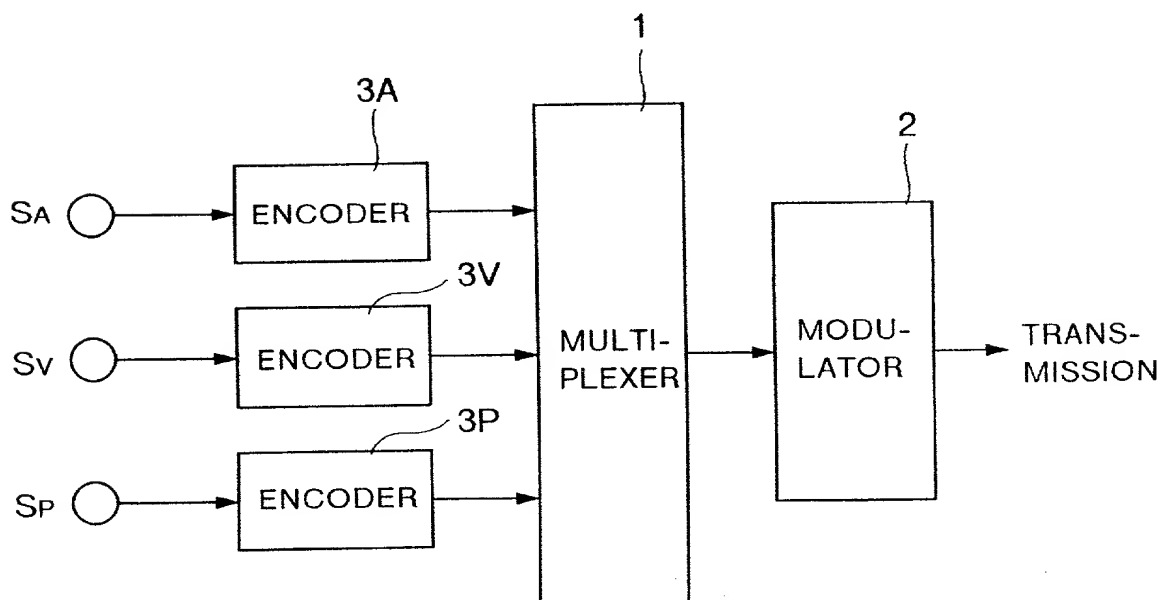 1
3A
2
SA
ENCODER
3V
SV
ENCODER
MULTI-
PLEXER
MODU-
LATOR
TRANS-
MISSION
3P
SP
ENCODER